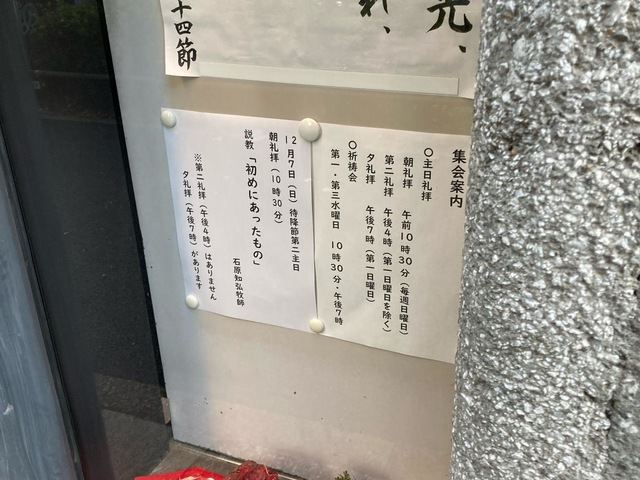 光、
れ、
十四節
集会案内
○主日礼拝
朝礼拝 午前10時30分（毎週日曜日）
第二礼拝 午後4時（第一日曜日を除く）
夕礼拝 午後7時（第一日曜日）
○祈祷会
第一・第三水曜日 10時30分・午後7時
12月7日（日）待降節第二主日
朝礼拝（10時30分）
説教「初めにあったもの」
石原知弘牧師
※第二礼拝（午後4時）はありません
夕礼拝（午後7時）があります